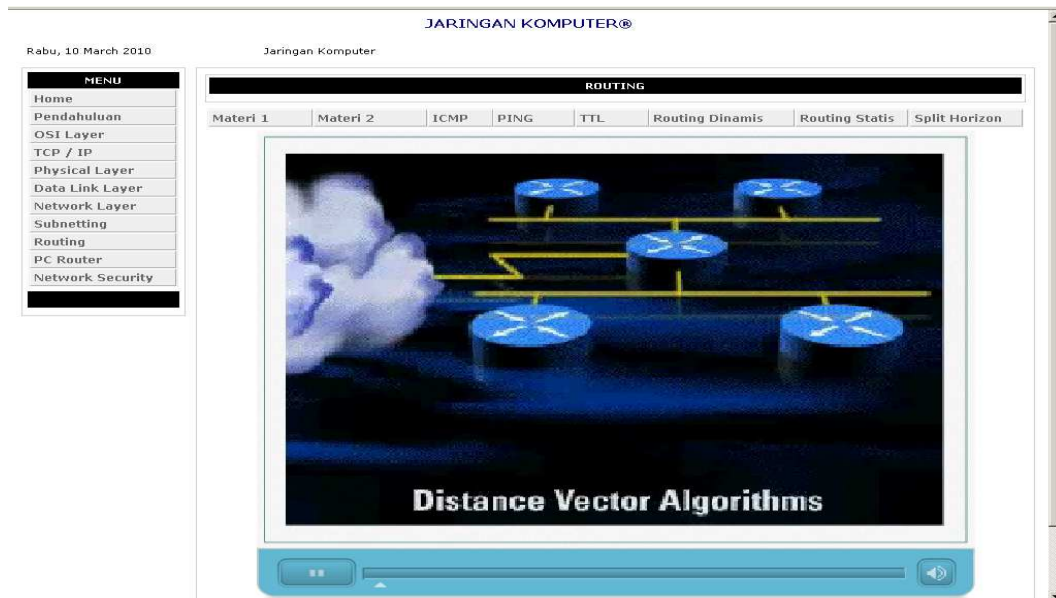 JARINGAN KOMPUTER®
Rabu, 10 March 2010
Jaringan Komputer
MENU
Home
Pendahuluan
OSI Layer
TCP / IP
Physical Layer
Data Link Layer
Network Layer
Subnetting
Routing
PC Router
Network Security
ROUTING
Materi 1 Materi 2 ICMP PING TTL Routing Dinamis Routing Statis Split Horizon
Distance Vector Algorithms